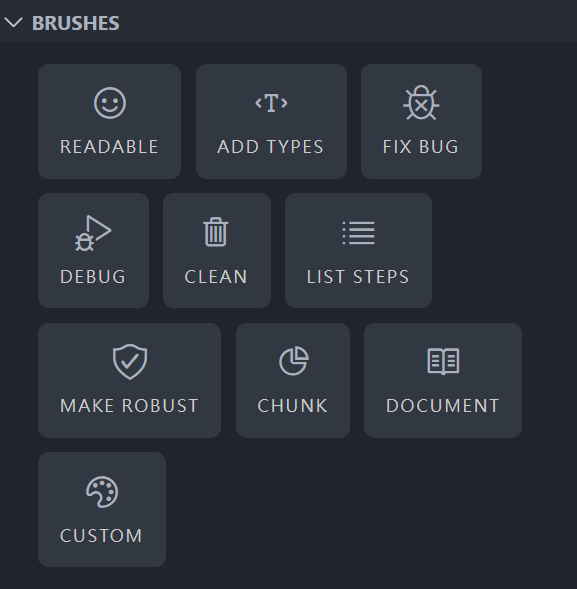 BRUSHES
READABLE
ADD TYPES
FIX BUG
DEBUG
CLEAN
LIST STEPS
MAKE ROBUST
CHUNK
DOCUMENT
CUSTOM